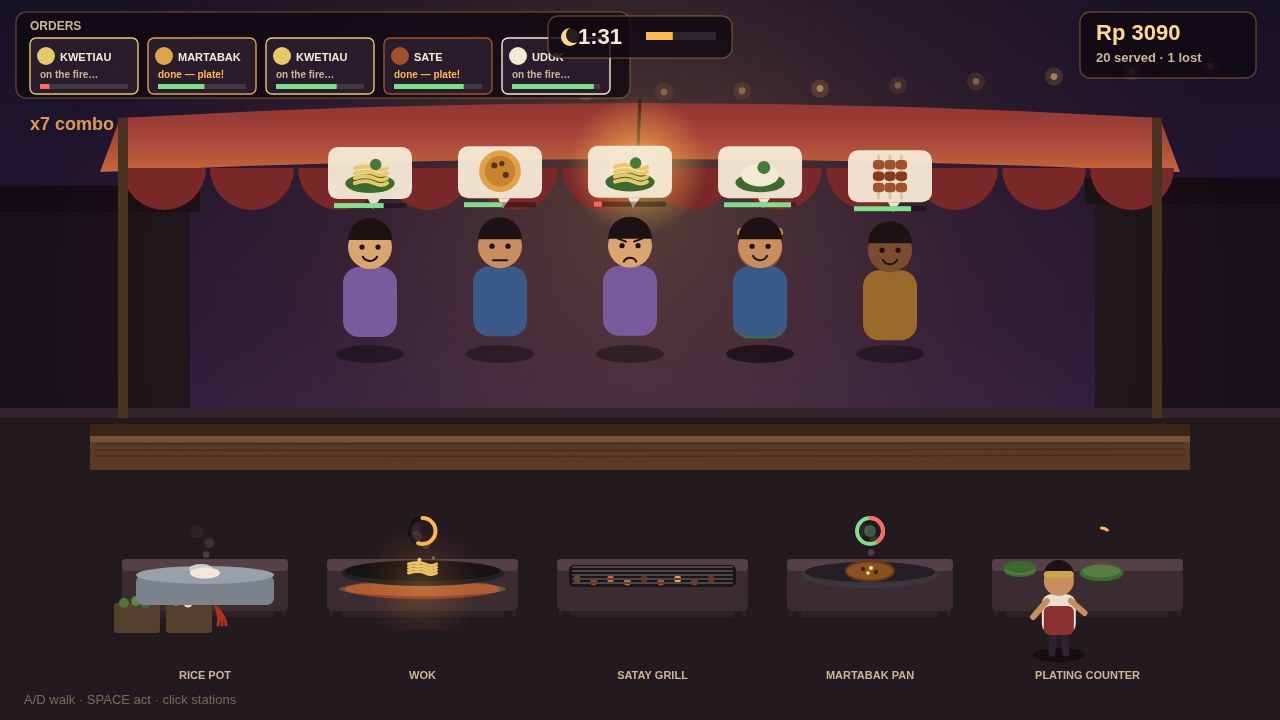 ORDERS
KWETIAU
on the fire…
MARTABAK
done — plate!
KWETIAU
on the fire…
SATE
done — plate!
UDUK
on the fire…
1:31
Rp 3090
20 served · 1 lost
x7 combo
RICE POT
WOK
SATAY GRILL
MARTABAK PAN
PLATING COUNTER
A/D walk · SPACE act · click stations